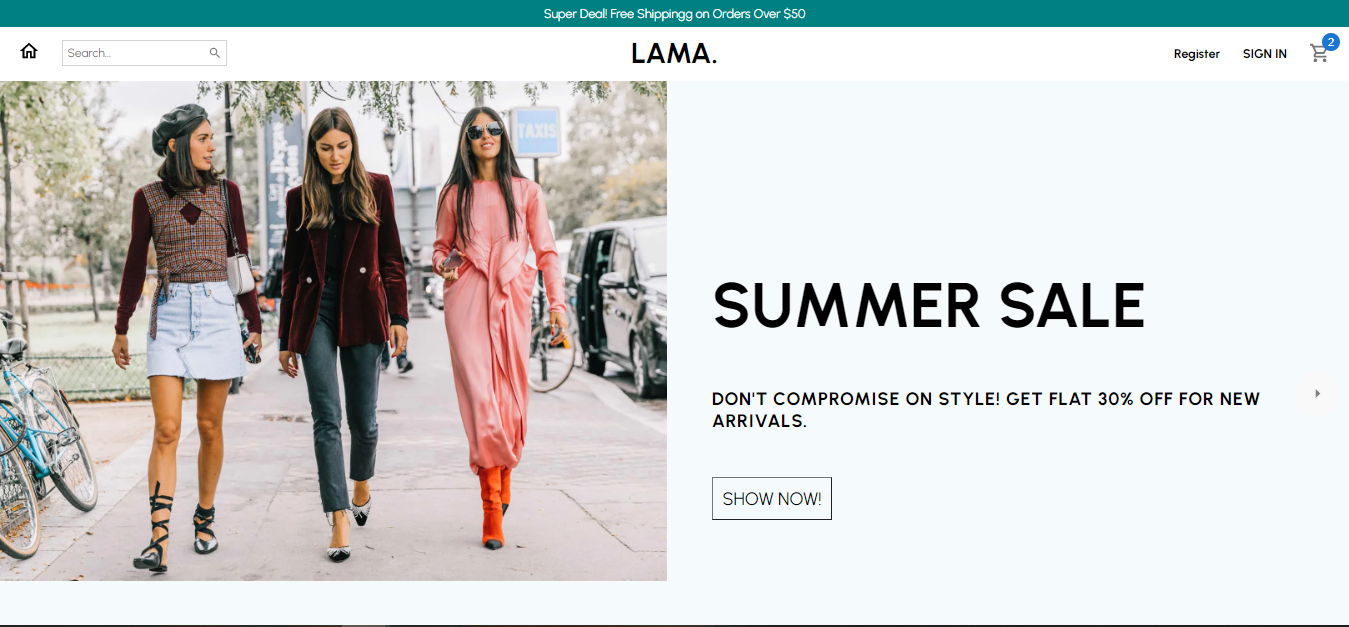 Super Deal! Free Shippingg on Orders Over $50
Search...
LAMA.
Register
SIGN IN
2
TAXIS
SUMMER SALE
DON'T COMPROMISE ON STYLE! GET FLAT 30% OFF FOR NEW
ARRIVALS.
SHOW NOW!